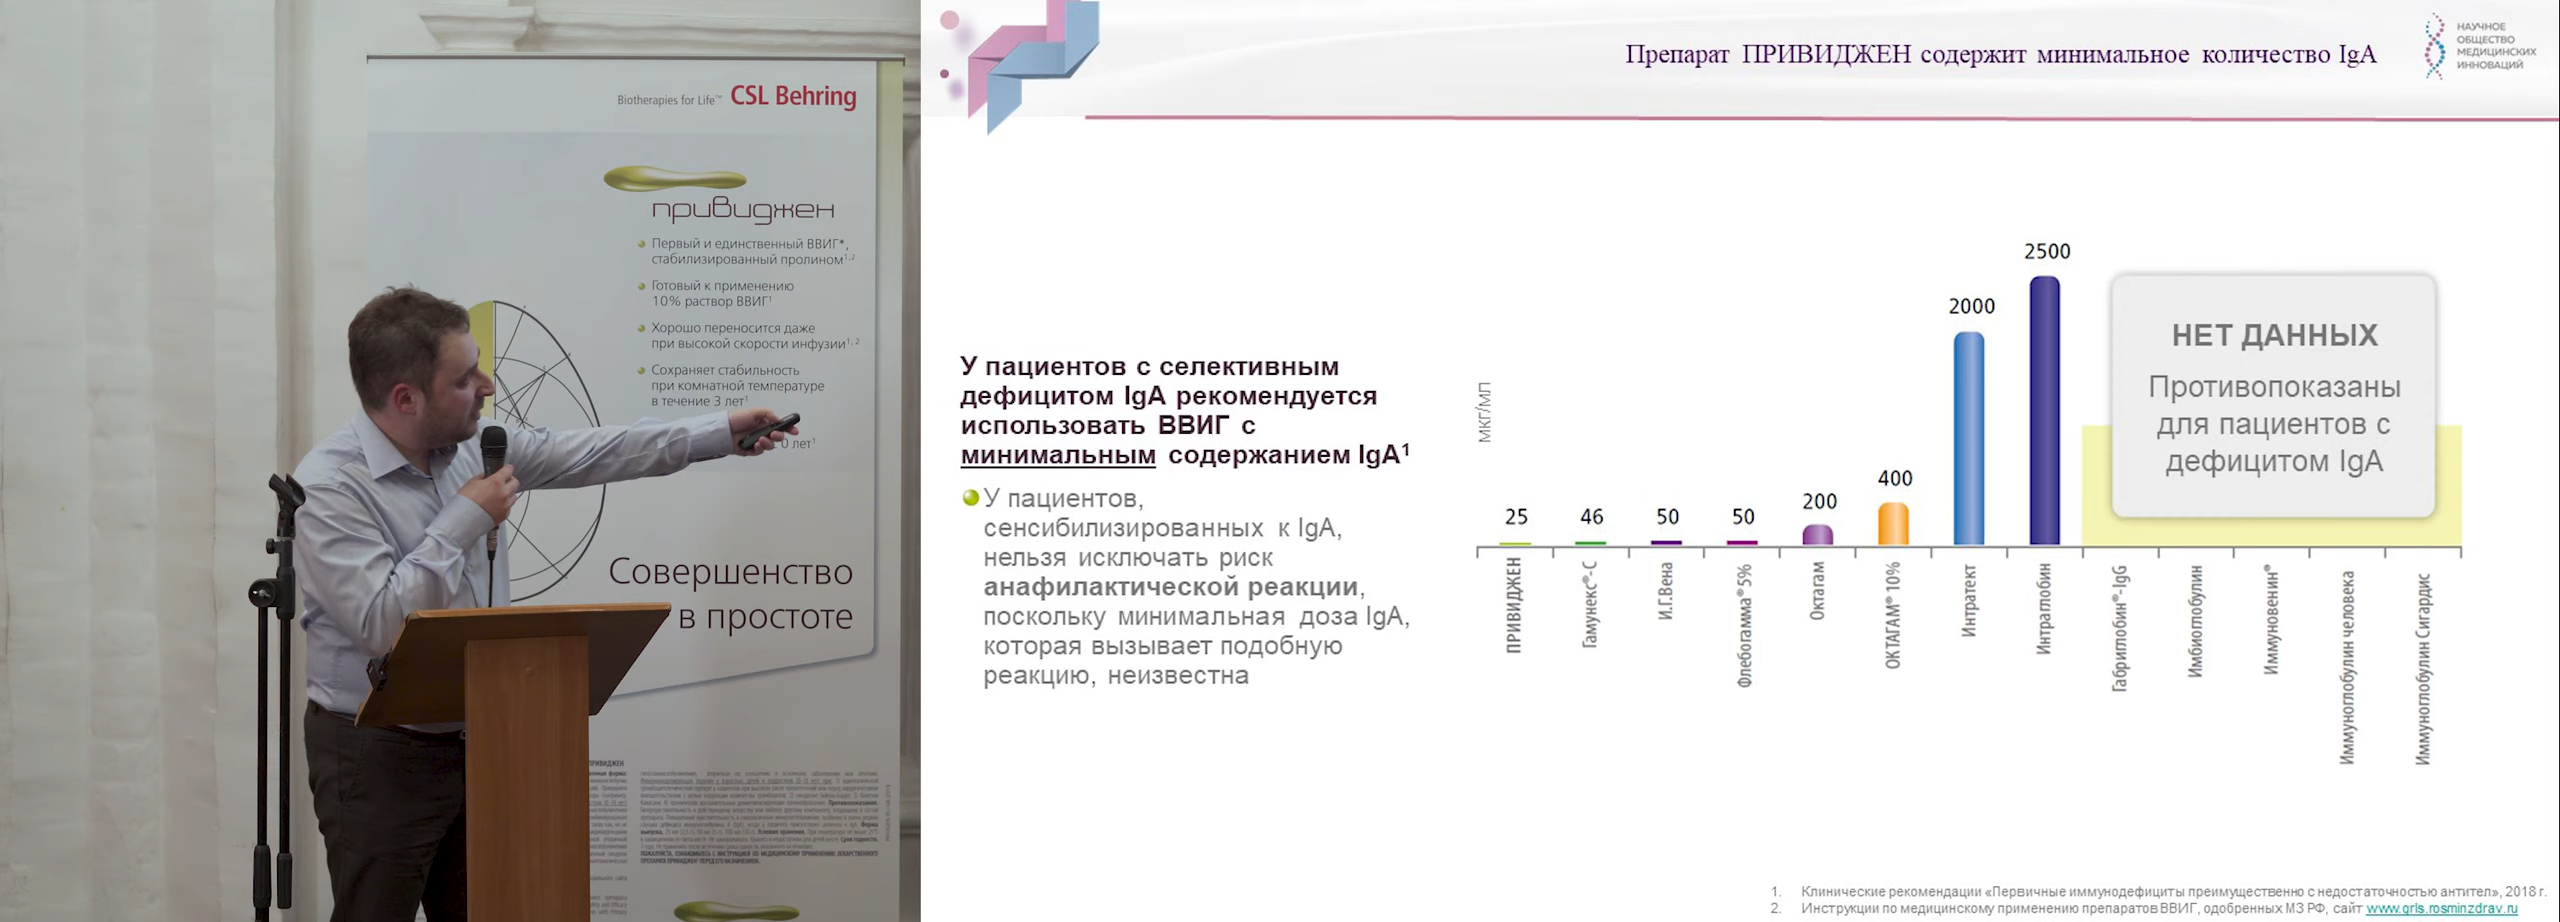 Biotherapies for Life™ CSL Behring
привиджен
Первый и единственный ВВИГ*,
стабилизированный пролином1,2
Готовый к применению
10% раствор ВВИГ1
Хорошо переносится даже
при высокой скорости инфузии1, 2
Сохраняет стабильность
при комнатной температуре
в течение 3 лет1
0 лет1
Совершенство
в простоте
ПРИВИДЖЕН
Препарат ПРИВИДЖЕН содержит минимальное количество IgA
НАУЧНОЕ
ОБЩЕСТВО
МЕДИЦИНСКИХ
ИННОВАЦИЙ
У пациентов с селективным
дефицитом IgA рекомендуется
использовать ВВИГ с
минимальным содержанием IgA1
У пациентов,
сенсибилизированных к IgA,
нельзя исключать риск
анафилактической реакции,
поскольку минимальная доза IgA,
которая вызывает подобную
реакцию, неизвестна
мкг/мл
25
46
50
50
200
400
2000
2500
НЕТ ДАННЫХ
Противопоказаны
для пациентов с
дефицитом IgA
ПРИВИДЖЕН
Гамунекс®-С
И.Г.Вена
Флебогамма® 5%
Октагам
ОКТАГАМ® 10%
Интратект
Интраглобин
Габриглобин®-IgG
Имбиоглобулин
Иммуновенин®
Иммуноглобулин человека
Иммуноглобулин Сигардис
1. Клинические рекомендации «Первичные иммунодефициты преимущественно с недостаточностью антител», 2018 г.
2. Инструкции по медицинскому применению препаратов ВВИГ, одобренных МЗ РФ, сайт www.grls.rosminzdrav.ru